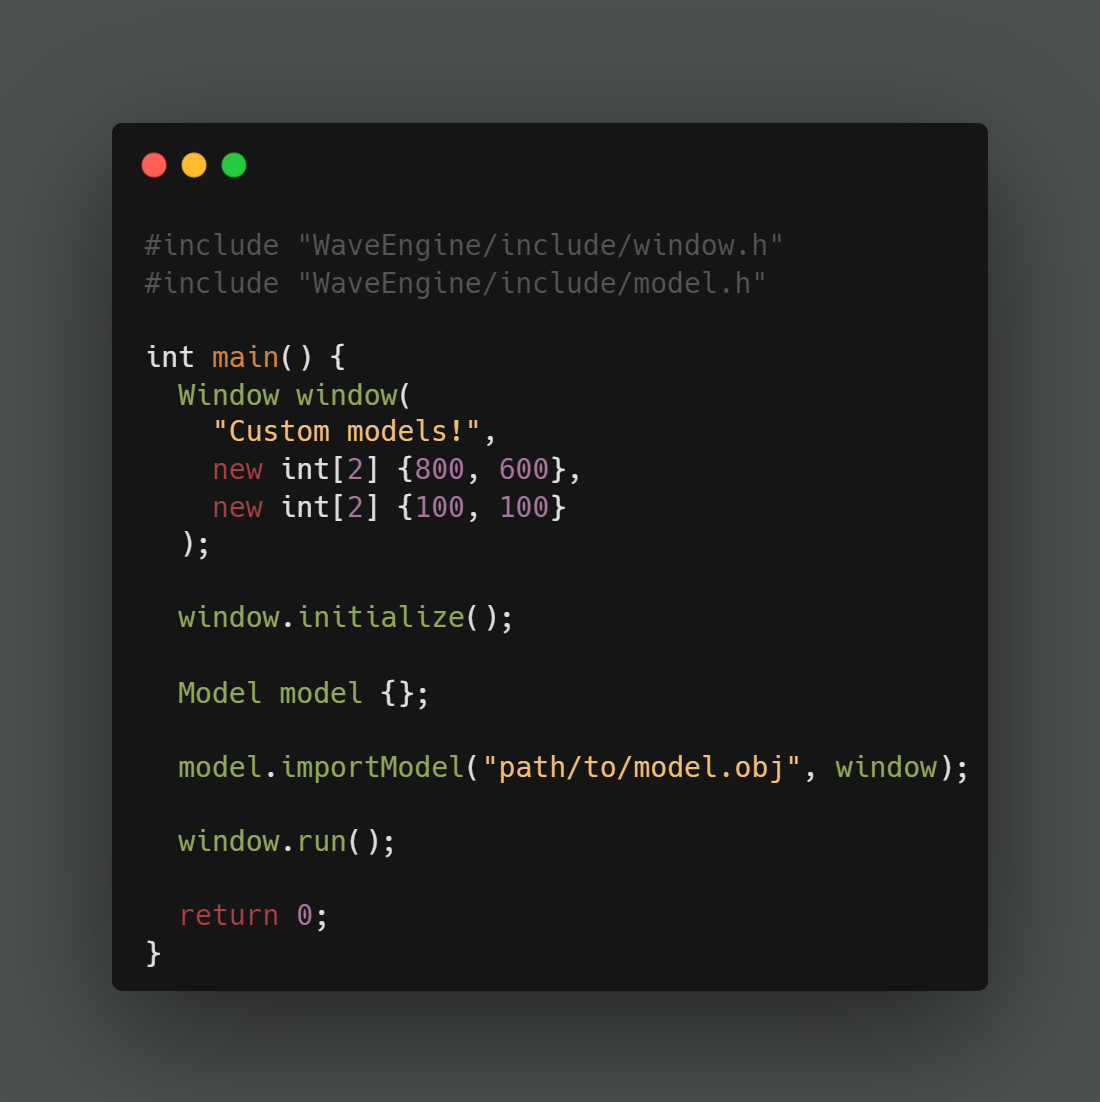 #include "WaveEngine/include/window.h"
#include "WaveEngine/include/model.h"
int main() {
  Window window(
    "Custom models!",
    new int[2] {800, 600},
    new int[2] {100, 100}
  );
  window.initialize();
  Model model {};
  model.importModel("path/to/model.obj", window);
  window.run();
  return 0;
}